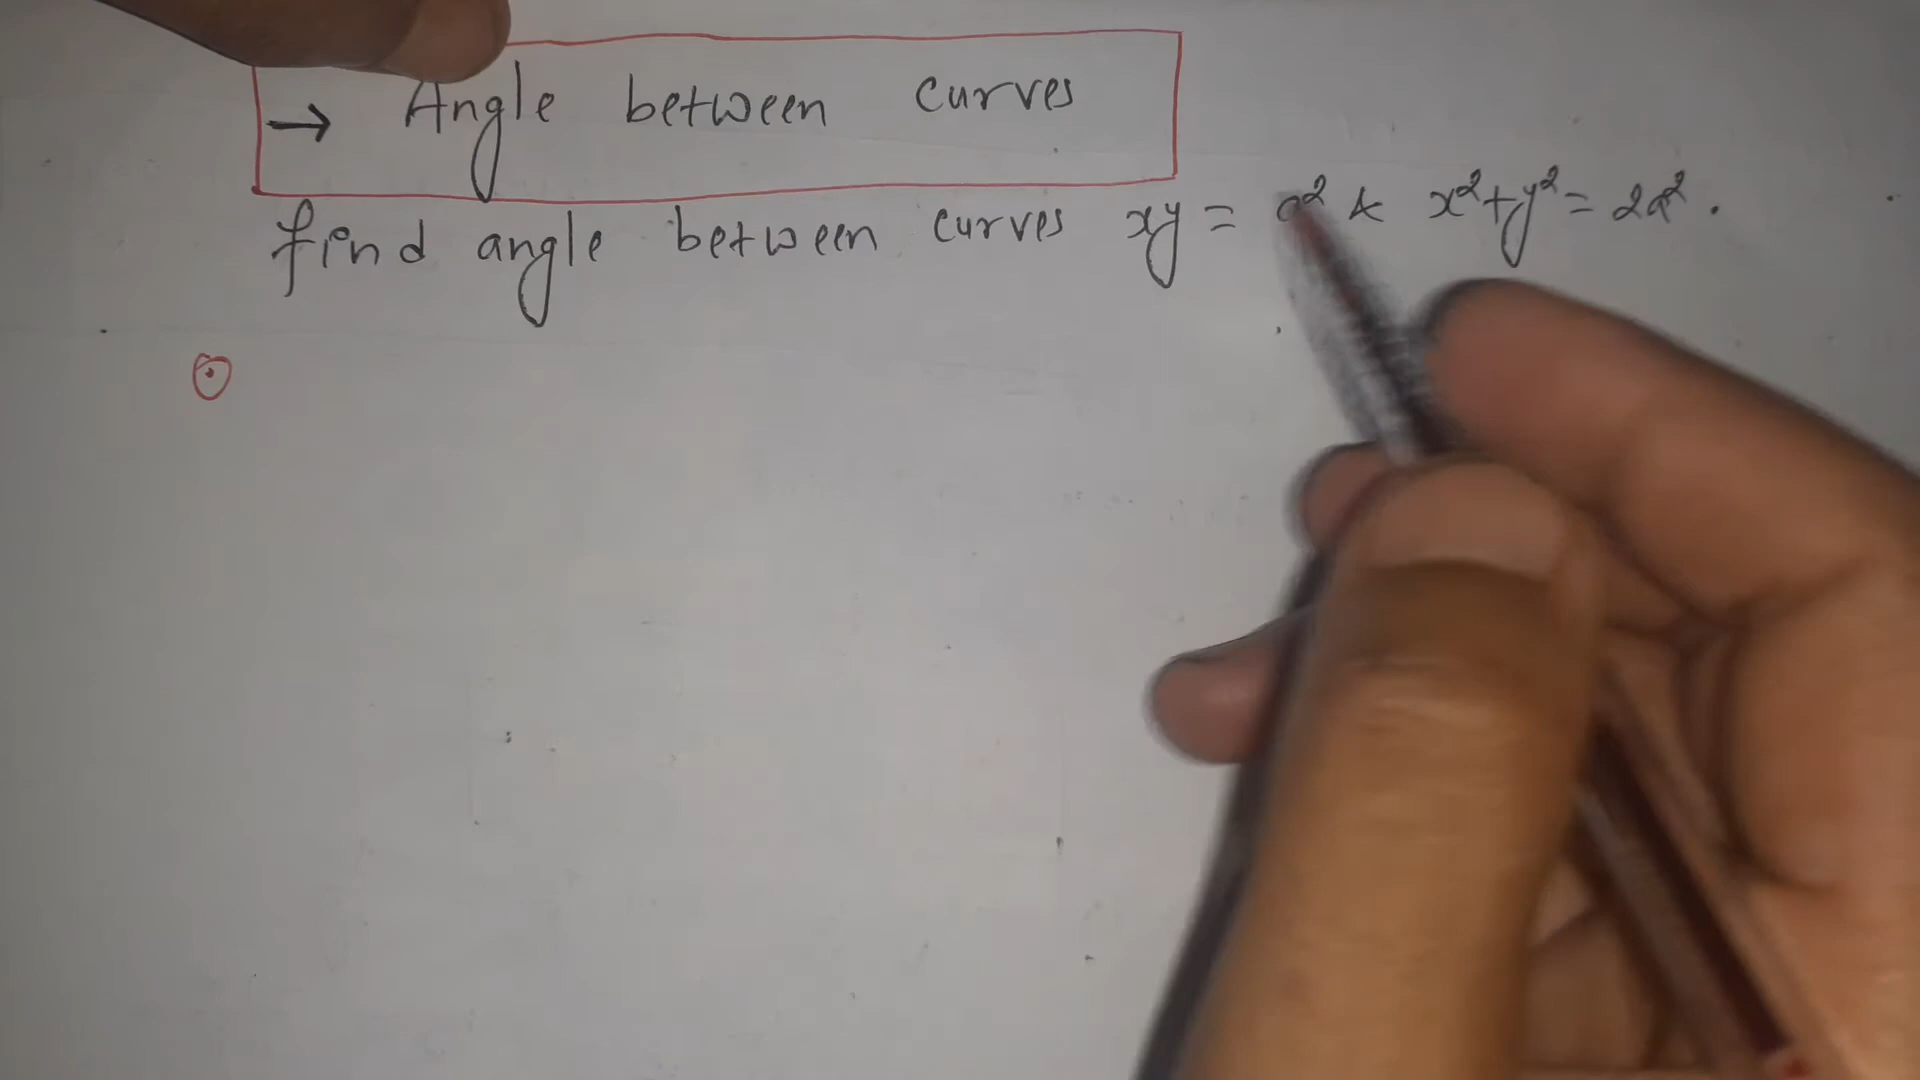 → Angle between curves
find angle between curves xy = a² & x²+y² = 2a².